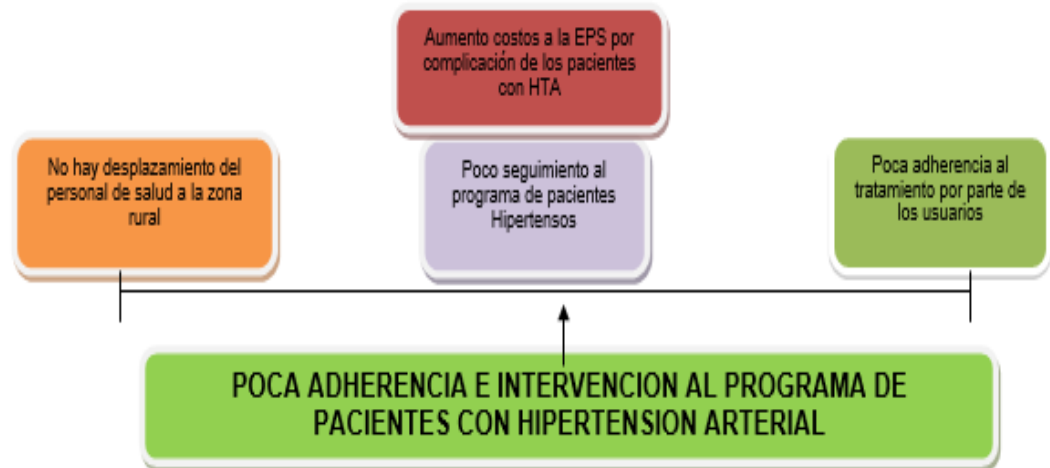 Aumento costos a la EPS por
complicación de los pacientes
con HTA
No hay desplazamiento del
personal de salud a la zona
rural
Poco seguimiento al
programa de pacientes
Hipertensos
Poca adherencia al
tratamiento por parte de
los usuarios
POCA ADHERENCIA E INTERVENCION AL PROGRAMA DE
PACIENTES CON HIPERTENSION ARTERIAL